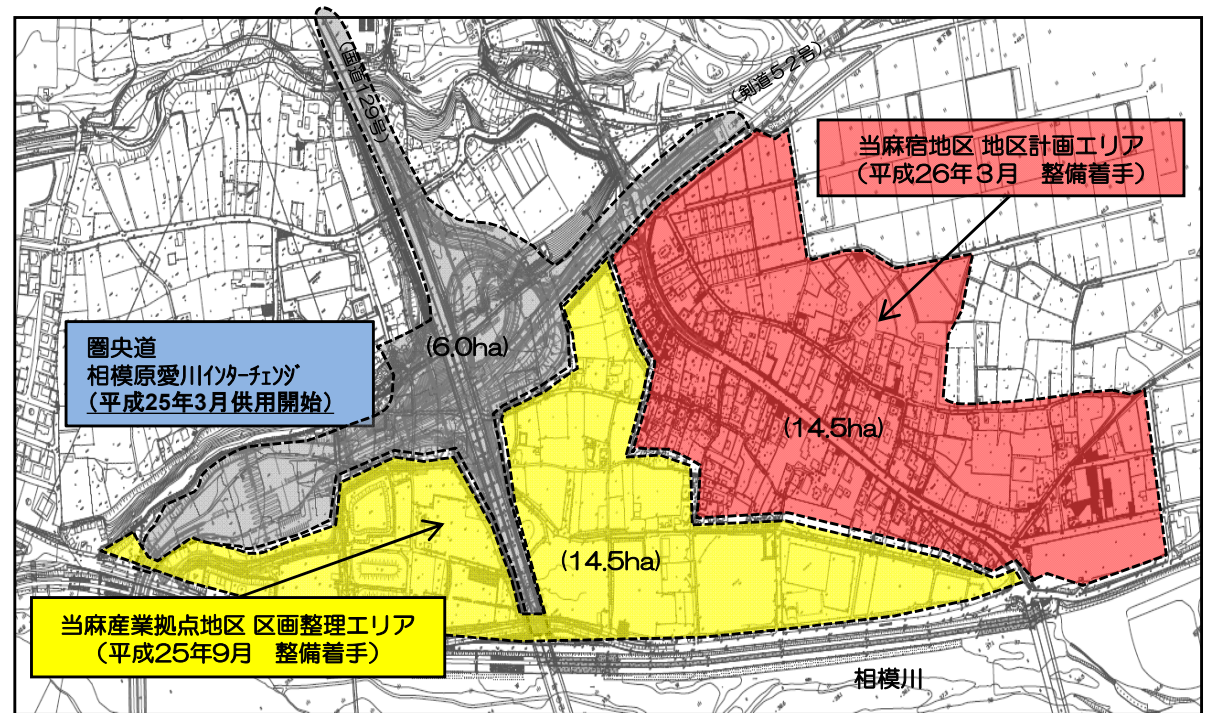 (国道129号)
(剣道52号)
当麻宿地区 地区計画エリア
(平成26年3月 整備着手)
圏央道
相模原愛川ｲﾝﾀｰﾁｪﾝｼﾞ
(平成25年3月供用開始)
(6.0ha)
(14.5ha)
(14.5ha)
当麻産業拠点地区 区画整理エリア
(平成25年9月 整備着手)
相模川